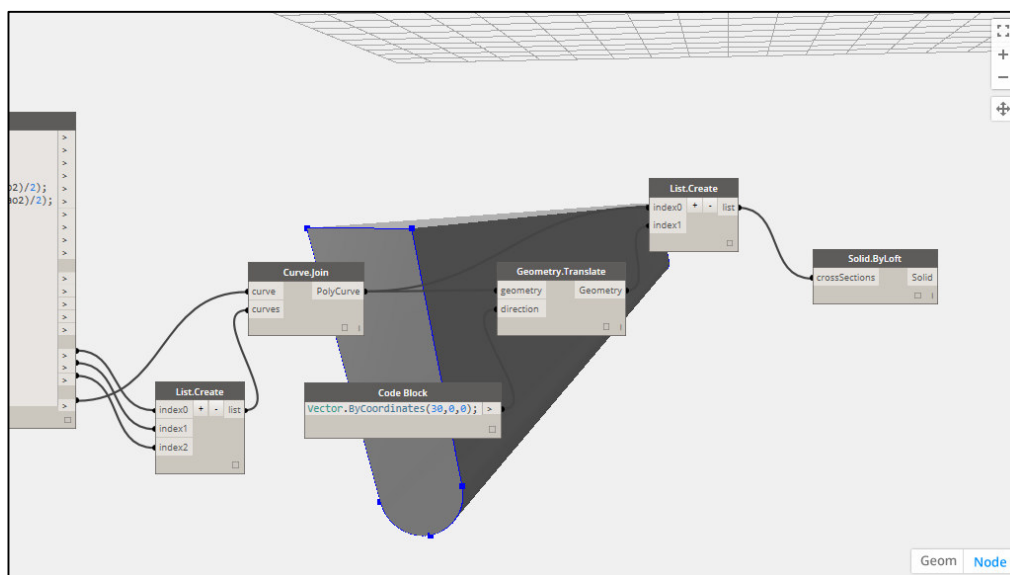 o2)/2);
ao2)/2);
List.Create
index0 + - list
index1
Curve.Join
curve PolyCurve
curves
Geometry.Translate
geometry Geometry
direction
Solid.ByLoft
crossSections Solid
List.Create
index0 + - list
index1
index2
Code Block
Vector.ByCoordinates(30,0,0); >
Geom Node